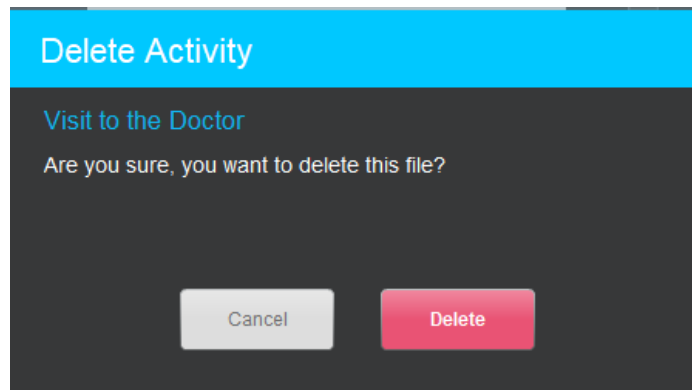 Delete Activity
Visit to the Doctor
Are you sure, you want to delete this file?
Cancel Delete